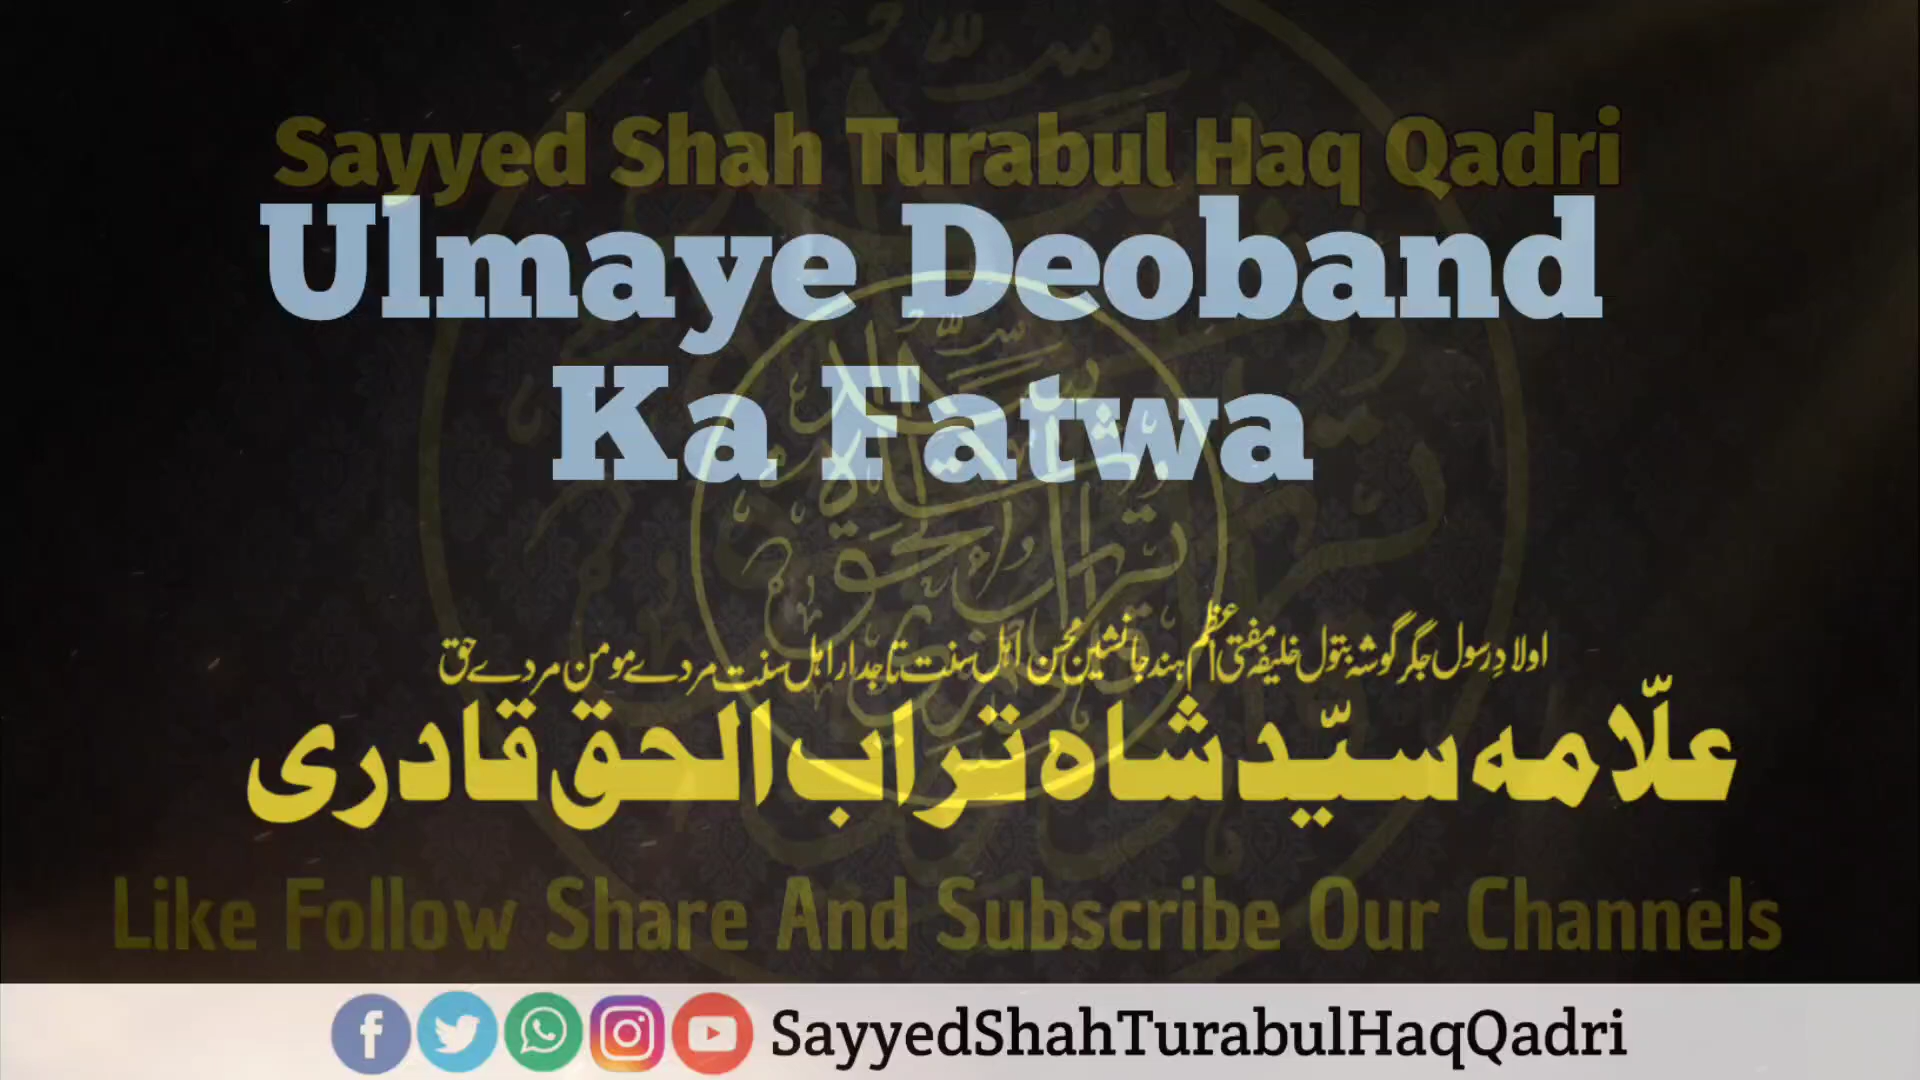 Sayyed Shah Turabul Haq Qadri
Ulmaye Deoband
Ka Fatwa
اولادِ رسول جگر گوشہ بتول خلیفہ مفتی اعظم ہند جانشین محسن اہل سنت تاجدار اہل سنت مردے مومن مردے حق
علّامہ سیّد شاہ تراب الحق قادری
Like Follow Share And Subscribe Our Channels
SayyedShahTurabulHaqQadri